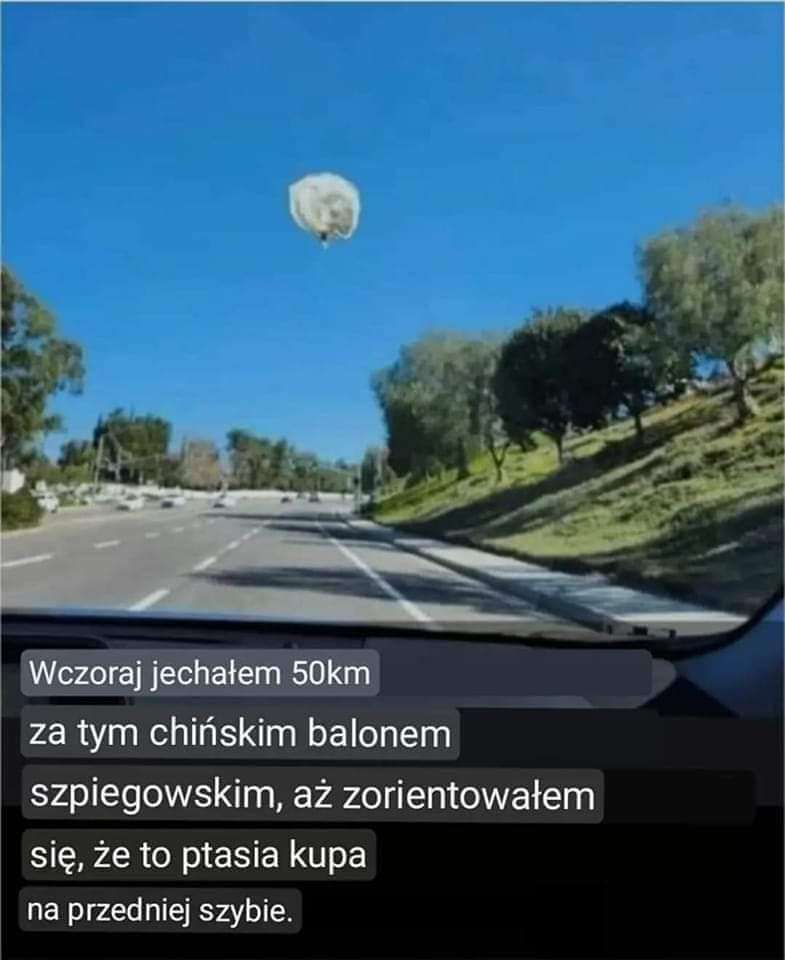 Wczoraj jechałem 50km
za tym chińskim balonem
szpiegowskim, aż zorientowałem
się, że to ptasia kupa
na przedniej szybie.